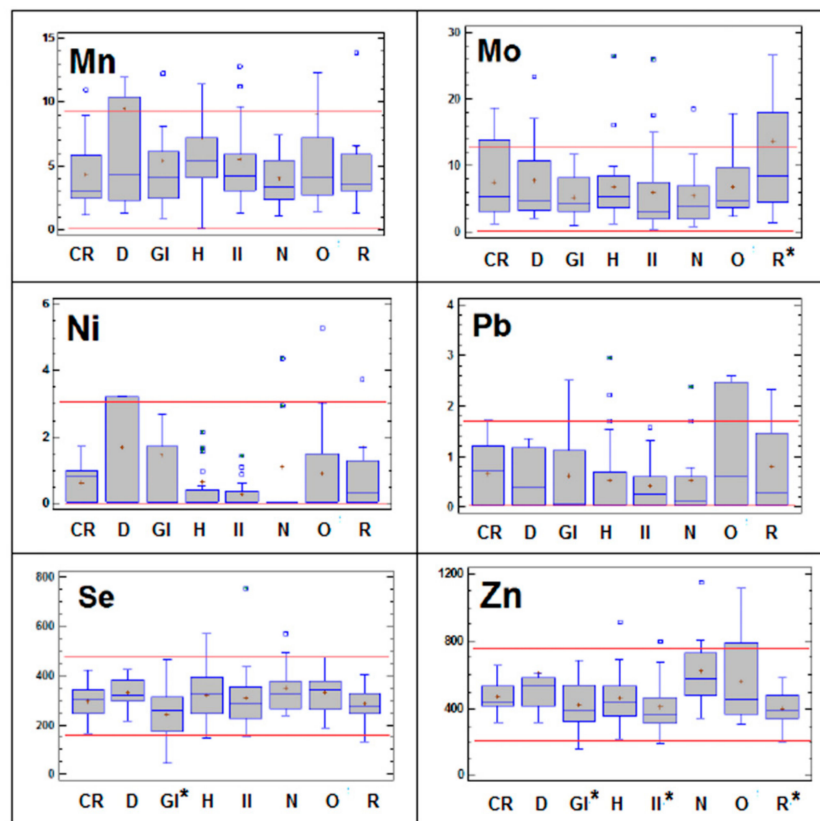 Mn
15
10
5
0
CR D GI H II N O R
Mo
30
20
10
0
CR D GI H II N O R*
Ni
6
4
2
0
CR D GI H II N O R
Pb
4
3
2
1
0
CR D GI H II N O R
Se
800
600
400
200
0
CR D GI* H II N O R
Zn
1200
800
400
0
CR D GI* H II* N O R*